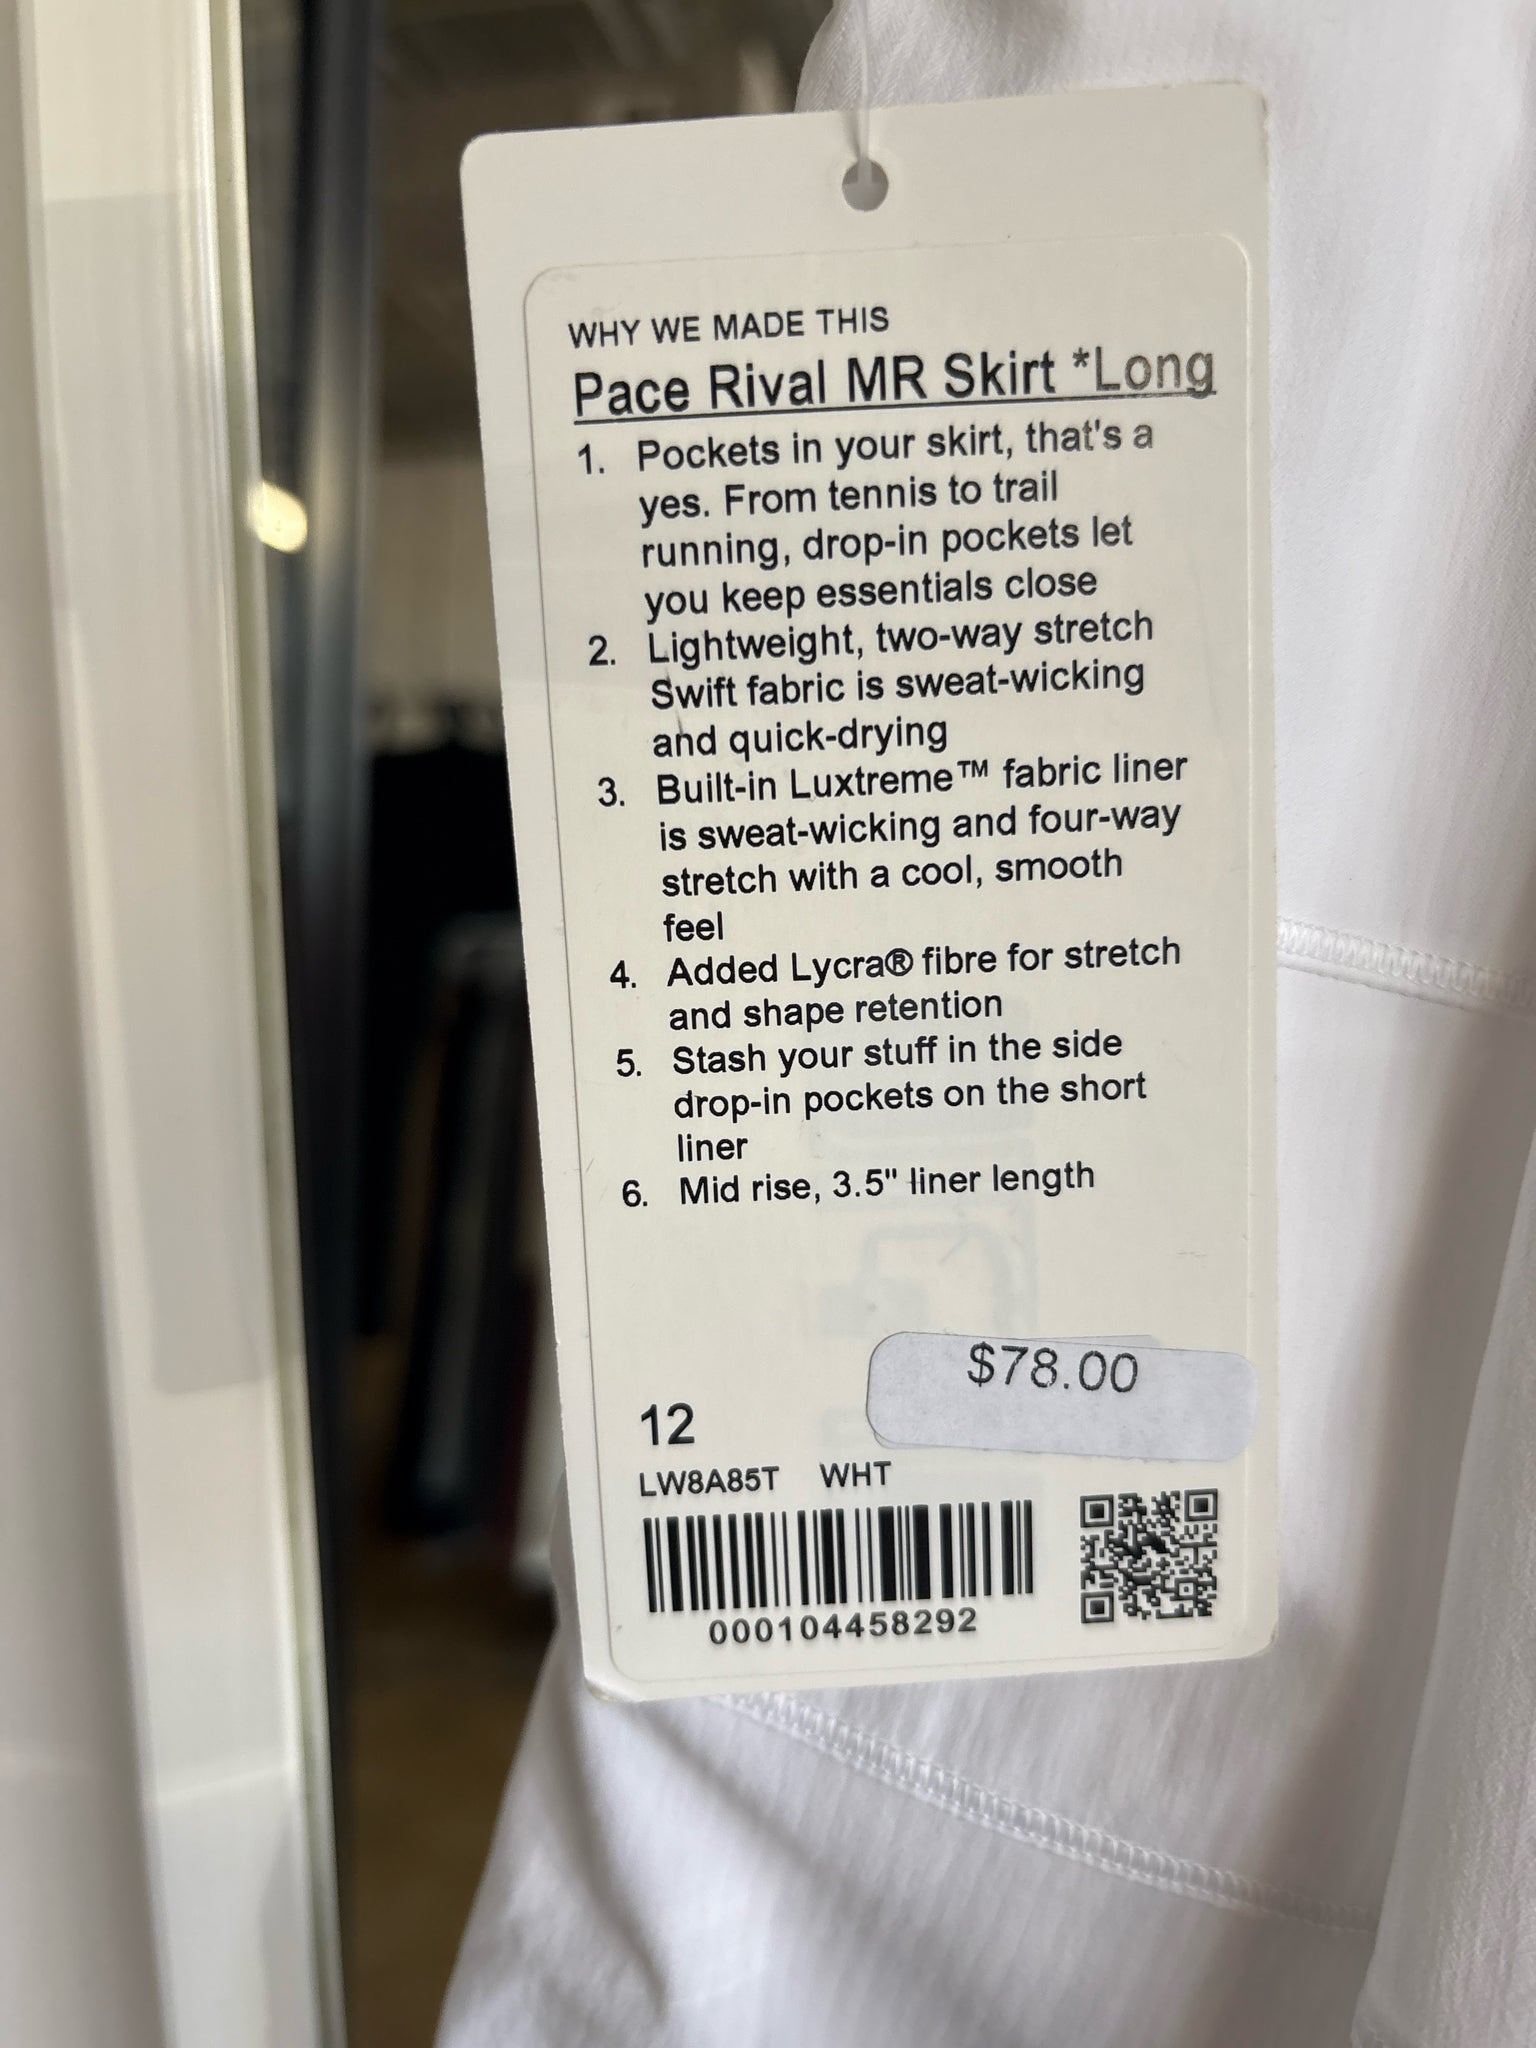 WHY WE MADE THIS
Pace Rival MR Skirt *Long
1. Pockets in your skirt, that's a
yes. From tennis to trail
running, drop-in pockets let
you keep essentials close
2. Lightweight, two-way stretch
Swift fabric is sweat-wicking
and quick-drying
3. Built-in Luxtreme™ fabric liner
is sweat-wicking and four-way
stretch with a cool, smooth
feel
4. Added Lycra® fibre for stretch
and shape retention
5. Stash your stuff in the side
drop-in pockets on the short
liner
6. Mid rise, 3.5" liner length
$78.00
12
LW8A85T WHT
000104458292